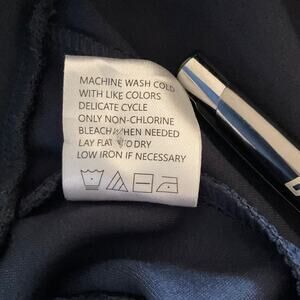 MACHINE WASH COLD
WITH LIKE COLORS
DELICATE CYCLE
ONLY NON-CHLORINE
BLEACH WHEN NEEDED
LAY FLAT TO DRY
LOW IRON IF NECESSARY